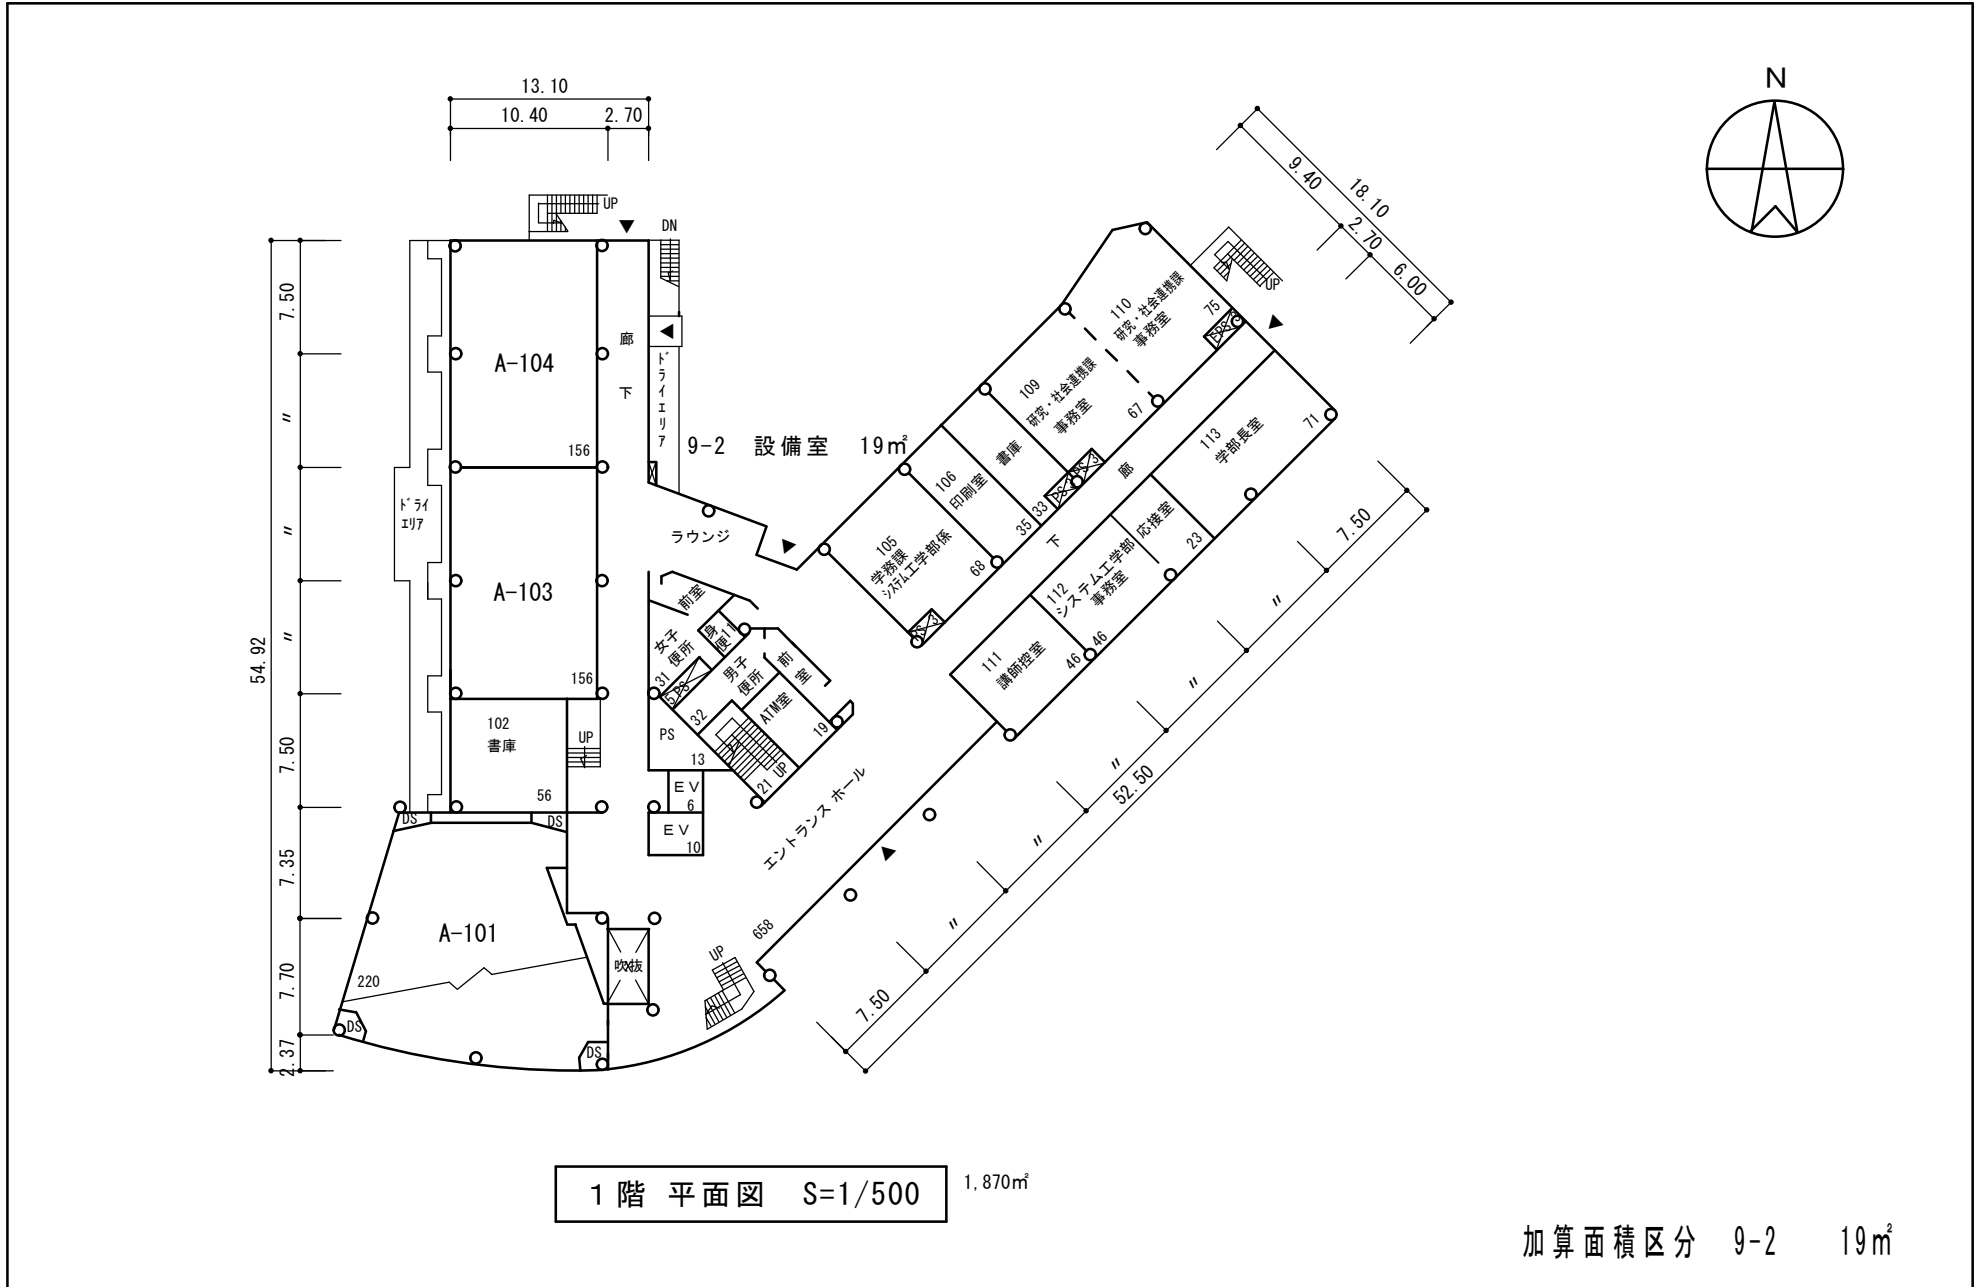 N
13.10
10.40
2.70
18.10
9.40
2.70
6.00
54.92
7.50
〃
〃
〃
7.50
7.35
7.70
2.37
UP
DN
UP
A-104
156
廊
下
ドライエリア
ドライ
エリア
9-2 設備室 19㎡
ラウンジ
A-103
156
102
書庫
56
UP
DS
DS
A-101
220
DS
DS
吹抜
前室
女子
便所
31
身
便
11
5
PS
男子
便所
32
前
室
ATM室
19
PS
13
21
UP
EV
6
EV
10
エントランス ホール
658
UP
110
研究・社会連携課
事務室
75
EPS 3
109
研究・社会連携課
事務室
67
書庫
33
106
印刷室
35
105
学務課
システム工学部係
68
PS 3
廊
下
113
学部長室
71
応接室
23
112
システム工学部
事務室
46
111
講師控室
46
7.50
〃
〃
〃
〃
〃
7.50
52.50
1階 平面図 S=1/500
1,870㎡
加算面積区分 9-2 19㎡